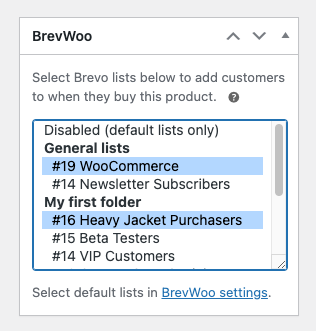 BrevWoo
Select Brevo lists below to add customers
to when they buy this product.
Disabled (default lists only)
General lists
#19 WooCommerce
#14 Newsletter Subscribers
My first folder
#16 Heavy Jacket Purchasers
#15 Beta Testers
#14 VIP Customers
Select default lists in BrevWoo settings.